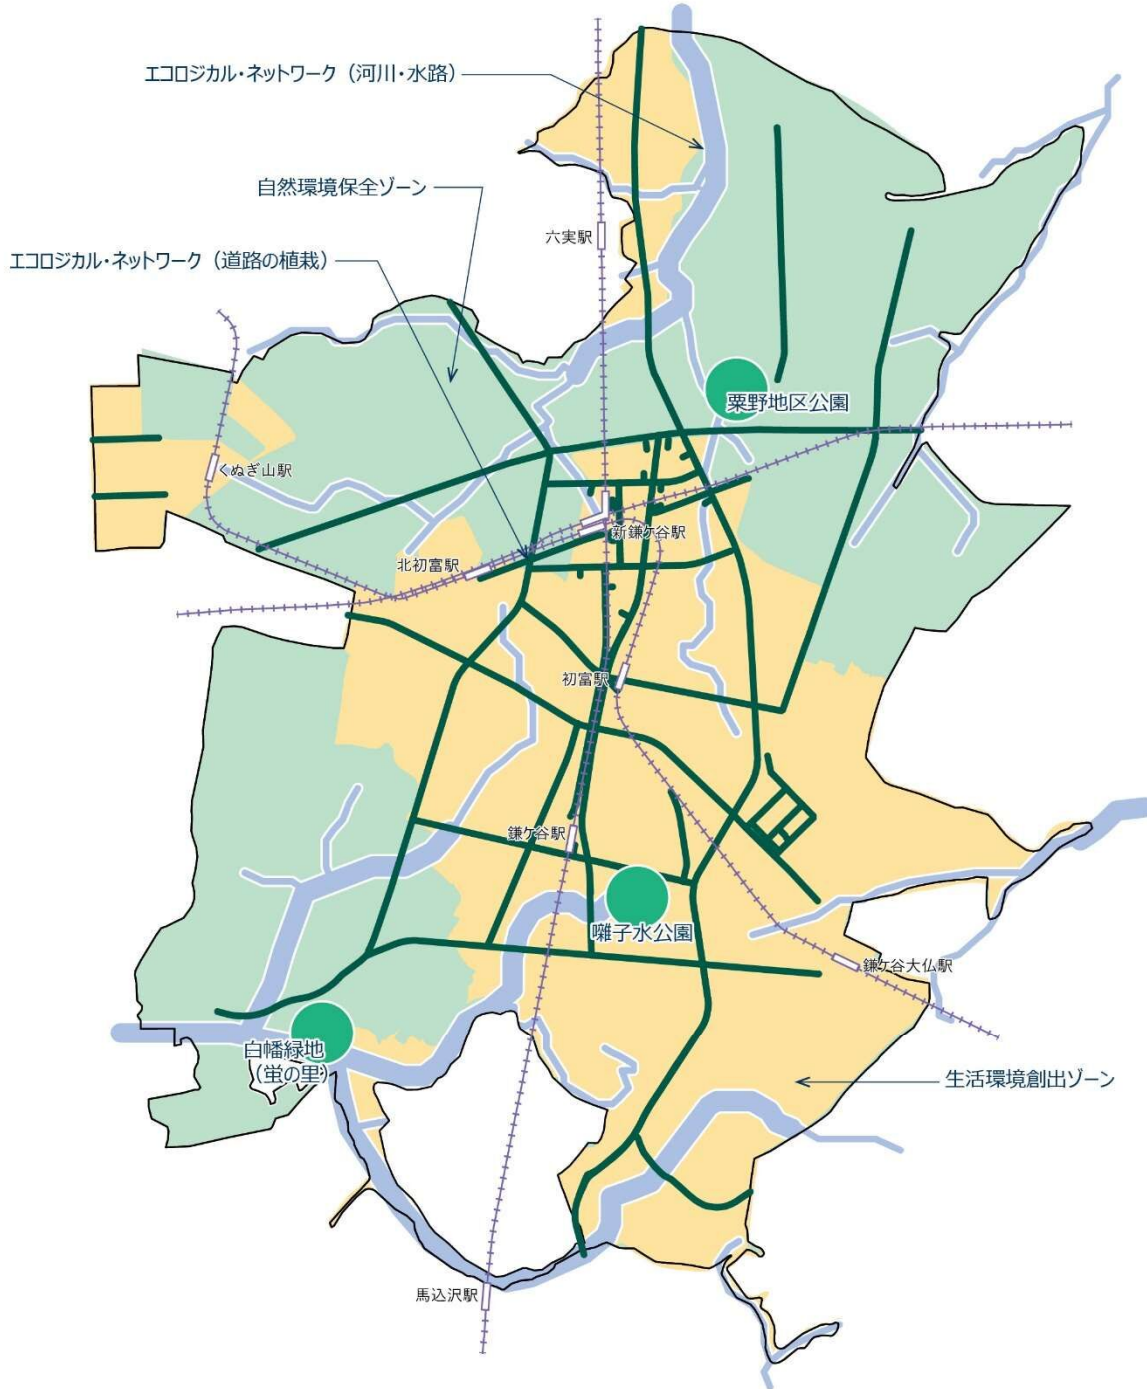 エコロジカル・ネットワーク（河川・水路）
自然環境保全ゾーン
六実駅
エコロジカル・ネットワーク（道路の植栽）
粟野地区公園
くぬぎ山駅
新鎌ケ谷駅
北初富駅
初富駅
鎌ケ谷駅
囃子水公園
鎌ケ谷大仏駅
白幡緑地
（蛍の里）
生活環境創出ゾーン
馬込沢駅